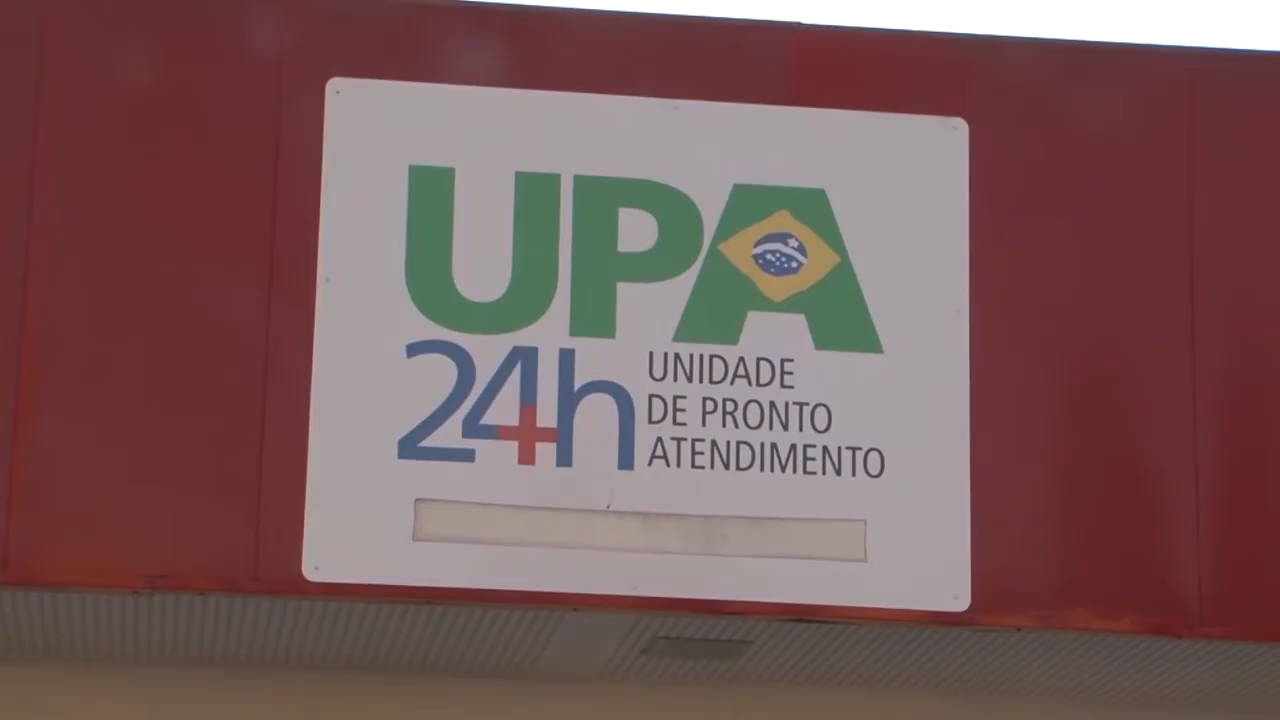 UPA
24h
UNIDADE
DE PRONTO
ATENDIMENTO